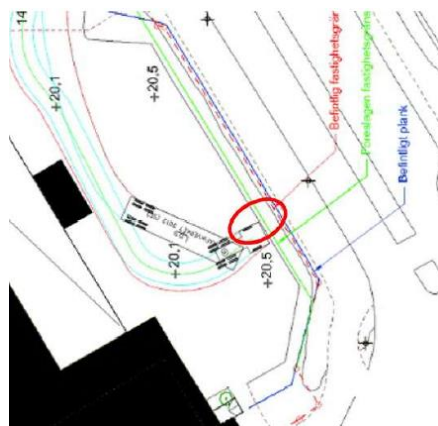 14
+20,5
Befintlig fastighetsgräns
Föreslagen fastighetsgräns
Befintligt plank
+20,1
+20,1
+20,5